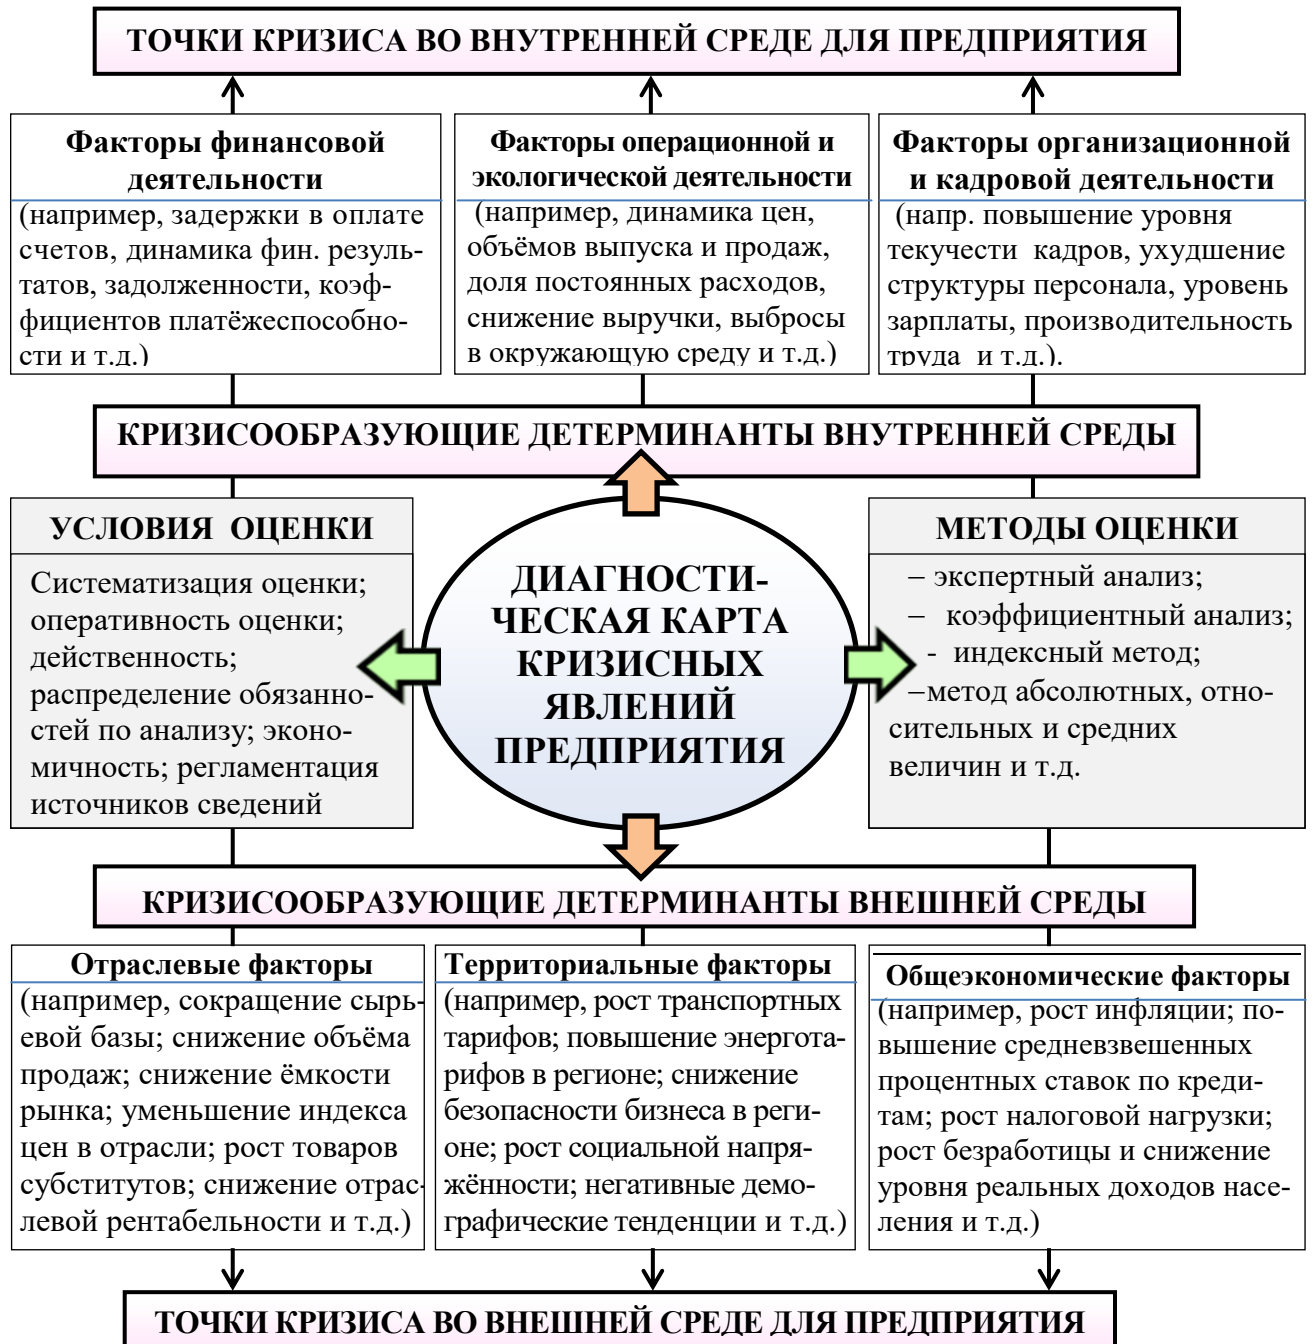 ТОЧКИ КРИЗИСА ВО ВНУТРЕННЕЙ СРЕДЕ ДЛЯ ПРЕДПРИЯТИЯ
Факторы финансовой
деятельности
(например, задержки в оплате
счетов, динамика фин. резуль-
татов, задолженности, коэф-
фициентов платёжеспособно-
сти и т.д.)
Факторы операционной и
экологической деятельности
(например, динамика цен,
объёмов выпуска и продаж,
доля постоянных расходов,
снижение выручки, выбросы
в окружающую среду и т.д.)
Факторы организационной
и кадровой деятельности
(напр. повышение уровня
текучести кадров, ухудшение
структуры персонала, уровень
зарплаты, производительность
труда и т.д.).
КРИЗИСООБРАЗУЮЩИЕ ДЕТЕРМИНАНТЫ ВНУТРЕННЕЙ СРЕДЫ
УСЛОВИЯ ОЦЕНКИ
Систематизация оценки;
оперативность оценки;
действенность;
распределение обязанно-
стей по анализу; эконо-
мичность; регламентация
источников сведений
ДИАГНОСТИ-
ЧЕСКАЯ КАРТА
КРИЗИСНЫХ
ЯВЛЕНИЙ
ПРЕДПРИЯТИЯ
МЕТОДЫ ОЦЕНКИ
– экспертный анализ;
– коэффициентный анализ;
- индексный метод;
–метод абсолютных, отно-
сительных и средних
величин и т.д.
КРИЗИСООБРАЗУЮЩИЕ ДЕТЕРМИНАНТЫ ВНЕШНЕЙ СРЕДЫ
Отраслевые факторы
(например, сокращение сырь-
евой базы; снижение объёма
продаж; снижение ёмкости
рынка; уменьшение индекса
цен в отрасли; рост товаров
субститутов; снижение отрас-
левой рентабельности и т.д.)
Территориальные факторы
(например, рост транспортных
тарифов; повышение энергота-
рифов в регионе; снижение
безопасности бизнеса в реги-
оне; рост социальной напря-
жённости; негативные демо-
графические тенденции и т.д.)
Общеэкономические факторы
(например, рост инфляции; по-
вышение средневзвешенных
процентных ставок по креди-
там; рост налоговой нагрузки;
рост безработицы и снижение
уровня реальных доходов насе-
ления и т.д.)
ТОЧКИ КРИЗИСА ВО ВНЕШНЕЙ СРЕДЕ ДЛЯ ПРЕДПРИЯТИЯ